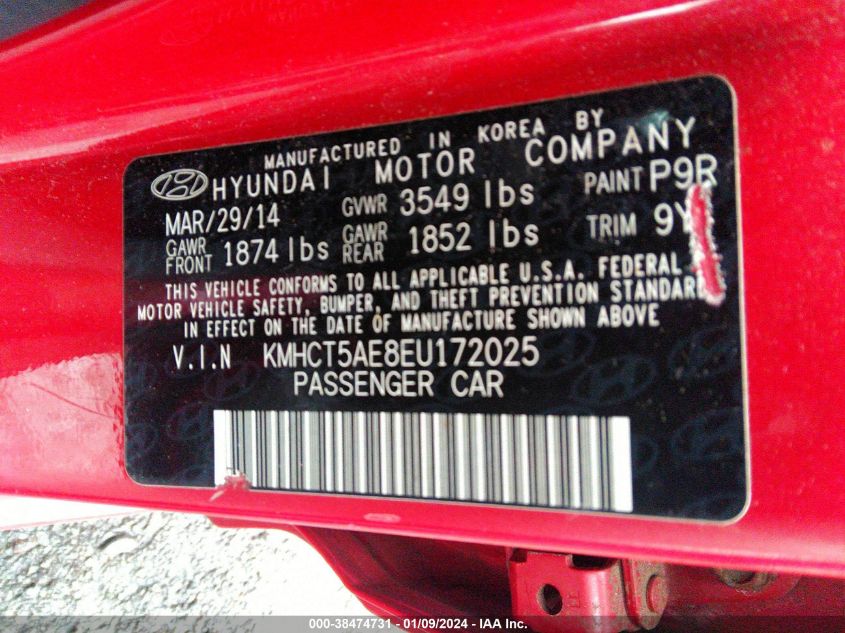 MANUFACTURED IN KOREA BY
HYUNDAI MOTOR COMPANY
MAR/29/14 GVWR 3549 lbs PAINT P9R
GAWR FRONT 1874 lbs GAWR REAR 1852 lbs TRIM 9Y
THIS VEHICLE CONFORMS TO ALL APPLICABLE U.S.A. FEDERAL
MOTOR VEHICLE SAFETY, BUMPER, AND THEFT PREVENTION STANDARD
IN EFFECT ON THE DATE OF MANUFACTURE SHOWN ABOVE
V.I.N KMHCT5AE8EU172025
PASSENGER CAR
000-38474731 - 01/09/2024 - IAA Inc.